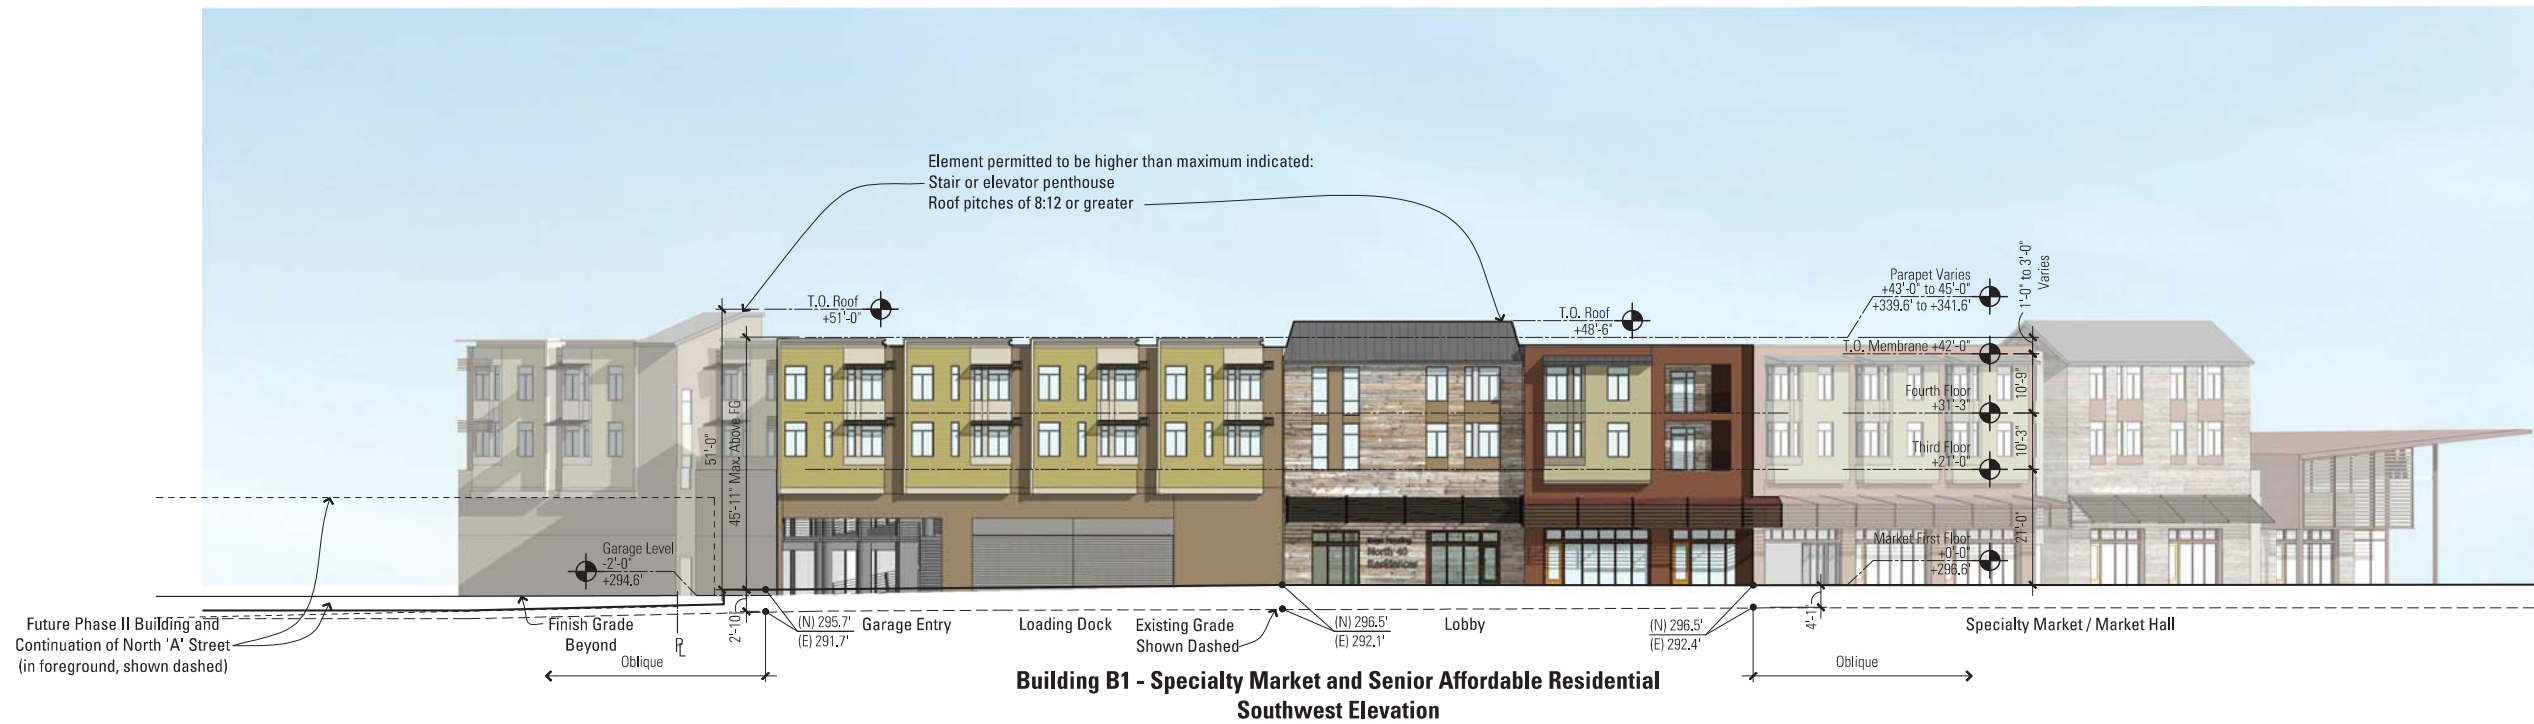 Element permitted to be higher than maximum indicated:
Stair or elevator penthouse
Roof pitches of 8:12 or greater
T.O. Roof
+51'-0"
T.O. Roof
+48'-6"
Parapet Varies
+43'-0" to 45'-0"
+339.6' to +341.6'
1'-0" to 3'-0"
Varies
T.O. Membrane +42'-0"
10'-9"
Fourth Floor
+31'-3"
10'-3"
Third Floor
+21'-0"
21'-0"
Market First Floor
+0'-0"
+296.6'
51'-0"
45'-11" Max. Above FG
Garage Level
-2'-0"
+294.6'
North 40
Residences
Future Phase II Building and
Continuation of North 'A' Street
(in foreground, shown dashed)
Finish Grade
Beyond
PL
2'-10"
(N) 295.7'
(E) 291.7'
Garage Entry
Loading Dock
Existing Grade
Shown Dashed
(N) 296.5'
(E) 292.1'
Lobby
(N) 296.5'
(E) 292.4'
4'-1"
Specialty Market / Market Hall
Oblique
Oblique
Building B1 - Specialty Market and Senior Affordable Residential
Southwest Elevation